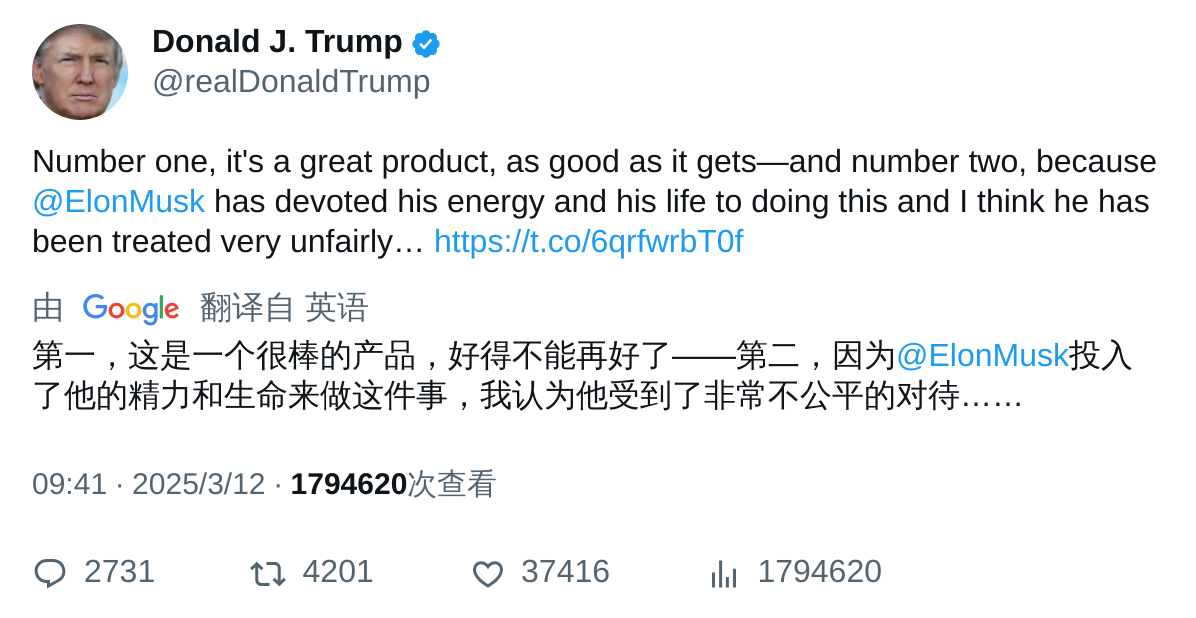 Donald J. Trump
@realDonaldTrump
Number one, it's a great product, as good as it gets—and number two, because
@ElonMusk has devoted his energy and his life to doing this and I think he has
been treated very unfairly… https://t.co/6qrfwrbT0f
由 Google 翻译自 英语
第一，这是一个很棒的产品，好得不能再好了——第二，因为@ElonMusk投入
了他的精力和生命来做这件事，我认为他受到了非常不公平的对待……
09:41 · 2025/3/12 · 1794620次查看
2731 4201 37416 1794620